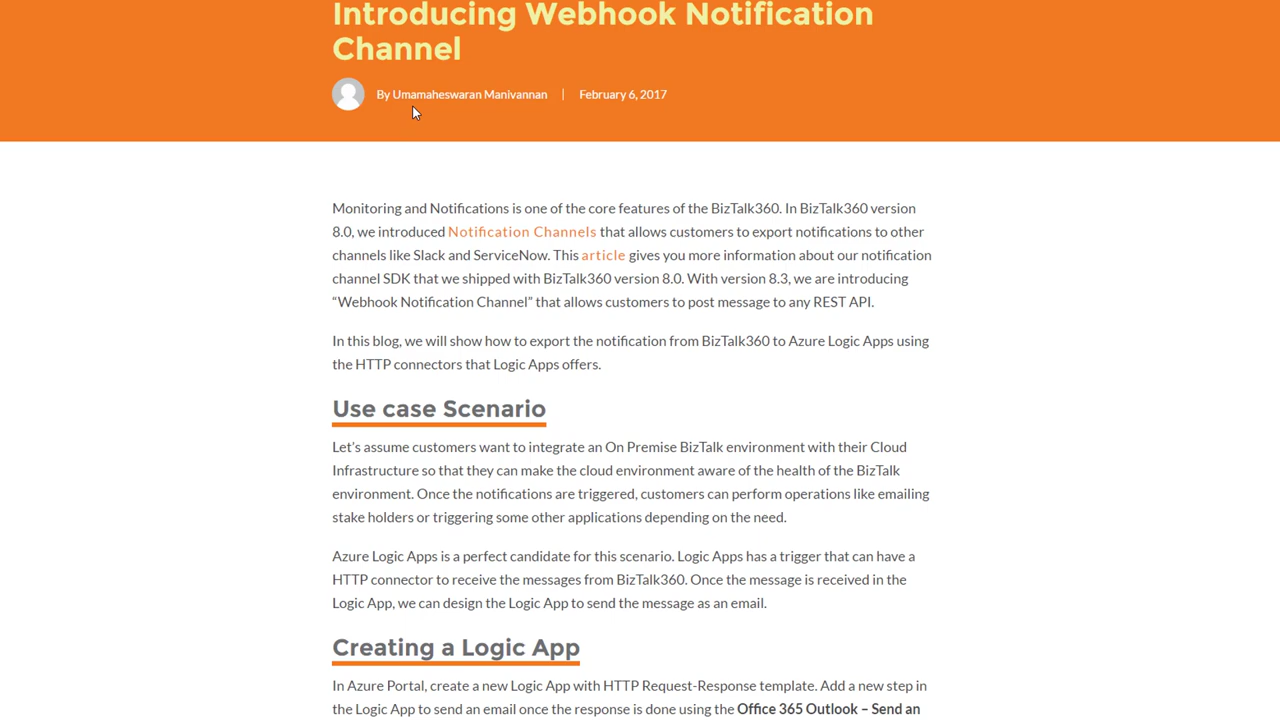 Introducing Webhook Notification
Channel
By Umamaheswaran Manivannan | February 6, 2017
Monitoring and Notifications is one of the core features of the BizTalk360. In BizTalk360 version
8.0, we introduced Notification Channels that allows customers to export notifications to other
channels like Slack and ServiceNow. This article gives you more information about our notification
channel SDK that we shipped with BizTalk360 version 8.0. With version 8.3, we are introducing
“Webhook Notification Channel” that allows customers to post message to any REST API.
In this blog, we will show how to export the notification from BizTalk360 to Azure Logic Apps using
the HTTP connectors that Logic Apps offers.
Use case Scenario
Let’s assume customers want to integrate an On Premise BizTalk environment with their Cloud
Infrastructure so that they can make the cloud environment aware of the health of the BizTalk
environment. Once the notifications are triggered, customers can perform operations like emailing
stake holders or triggering some other applications depending on the need.
Azure Logic Apps is a perfect candidate for this scenario. Logic Apps has a trigger that can have a
HTTP connector to receive the messages from BizTalk360. Once the message is received in the
Logic App, we can design the Logic App to send the message as an email.
Creating a Logic App
In Azure Portal, create a new Logic App with HTTP Request-Response template. Add a new step in
the Logic App to send an email once the response is done using the Office 365 Outlook – Send an